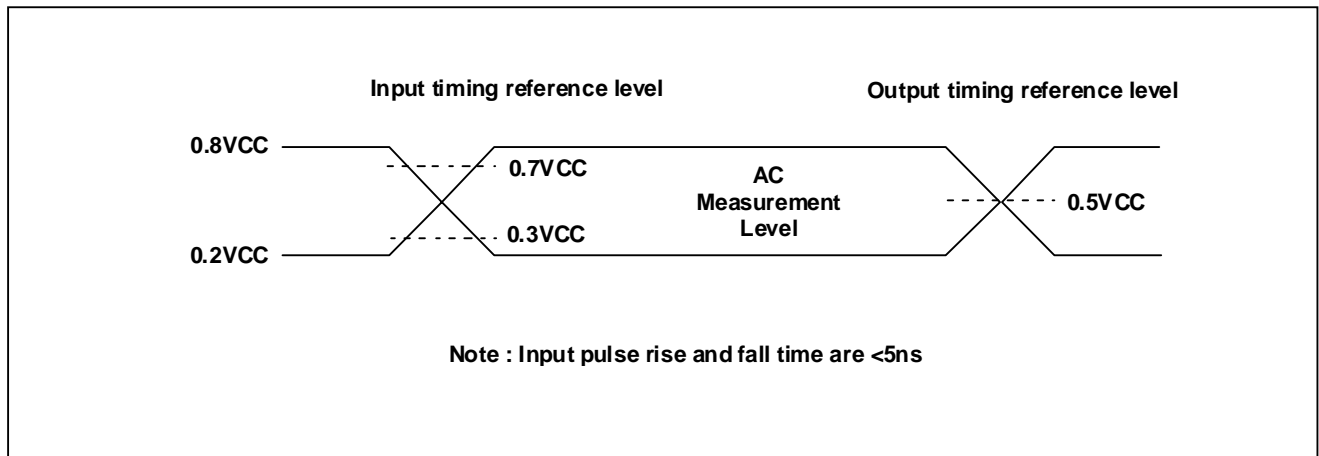 Input timing reference level
Output timing reference level
0.8VCC
0.7VCC
AC
Measurement
Level
0.5VCC
0.3VCC
0.2VCC
Note : Input pulse rise and fall time are <5ns